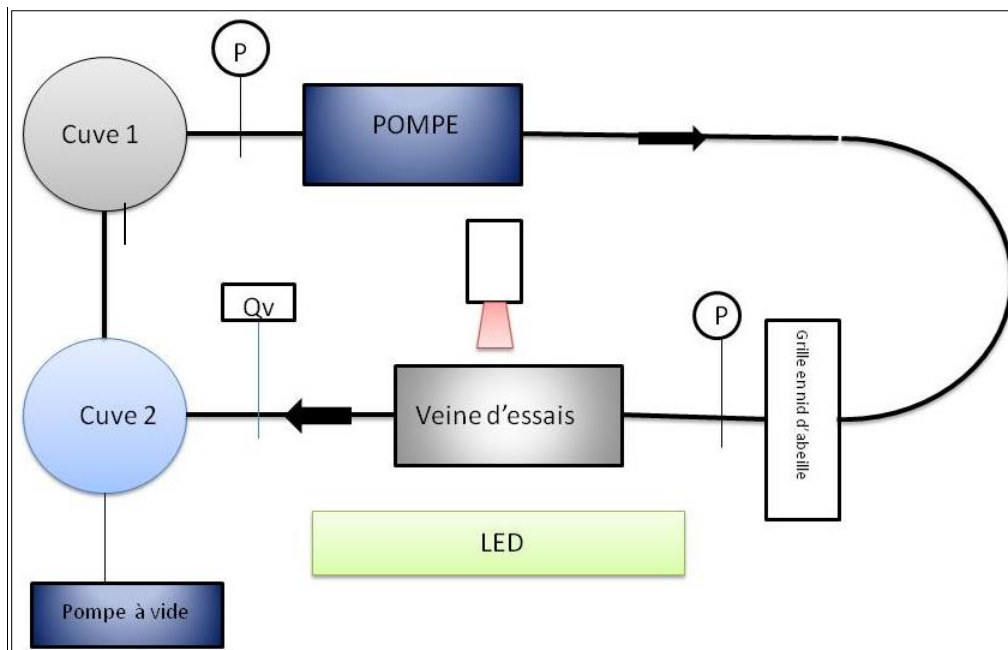 P
Cuve 1
POMPE
Qv
P
Grille en nid d'abeille
Veine d'essais
Cuve 2
LED
Pompe à vide